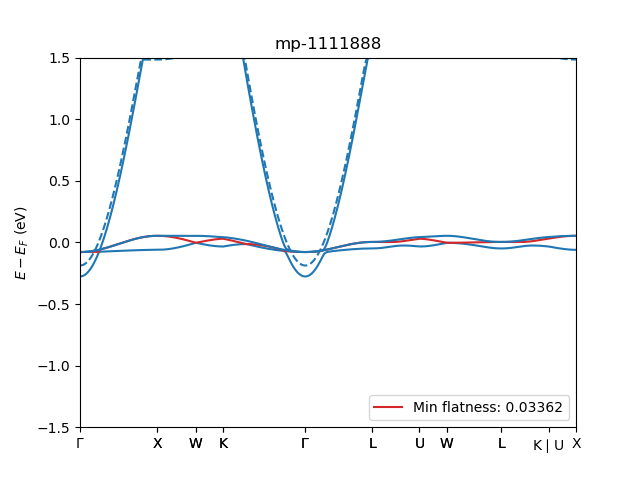 mp-1111888
1.5
1.0
0.5
0.0
−0.5
−1.0
−1.5
E − E_F (eV)
Min flatness: 0.03362
Γ X W K Γ L U W L K | U X